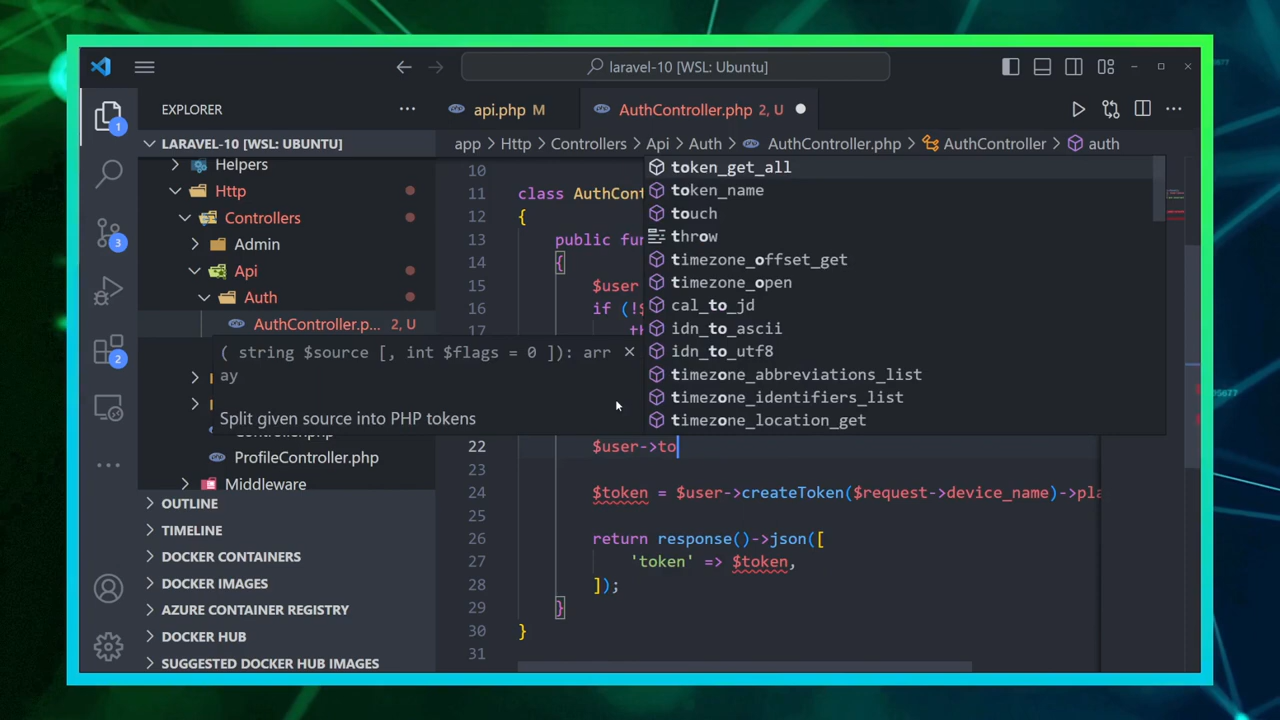 laravel-10 [WSL: Ubuntu]
EXPLORER
api.php M
AuthController.php 2, U
LARAVEL-10 [WSL: UBUNTU]
app > Http > Controllers > Api > Auth > AuthController.php > AuthController > auth
Helpers
Http
Controllers
Admin
Api
Auth
AuthController.p... 2, U
ProfileController.php
Middleware
OUTLINE
TIMELINE
DOCKER CONTAINERS
DOCKER IMAGES
AZURE CONTAINER REGISTRY
DOCKER HUB
SUGGESTED DOCKER HUB IMAGES
1
3
2
( string $source [, int $flags = 0 ]): arr
ay
Split given source into PHP tokens
token_get_all
token_name
touch
throw
timezone_offset_get
timezone_open
cal_to_jd
idn_to_ascii
idn_to_utf8
timezone_abbreviations_list
timezone_identifiers_list
timezone_location_get
10
11 class AuthCont
12 {
13 public fun
14 {
15 $user
16 if (!$
17 th
22 $user->to
23
24 $token = $user->createToken($request->device_name)->pla
25
26 return response()->json([
27 'token' => $token,
28 ]);
29 }
30 }
31